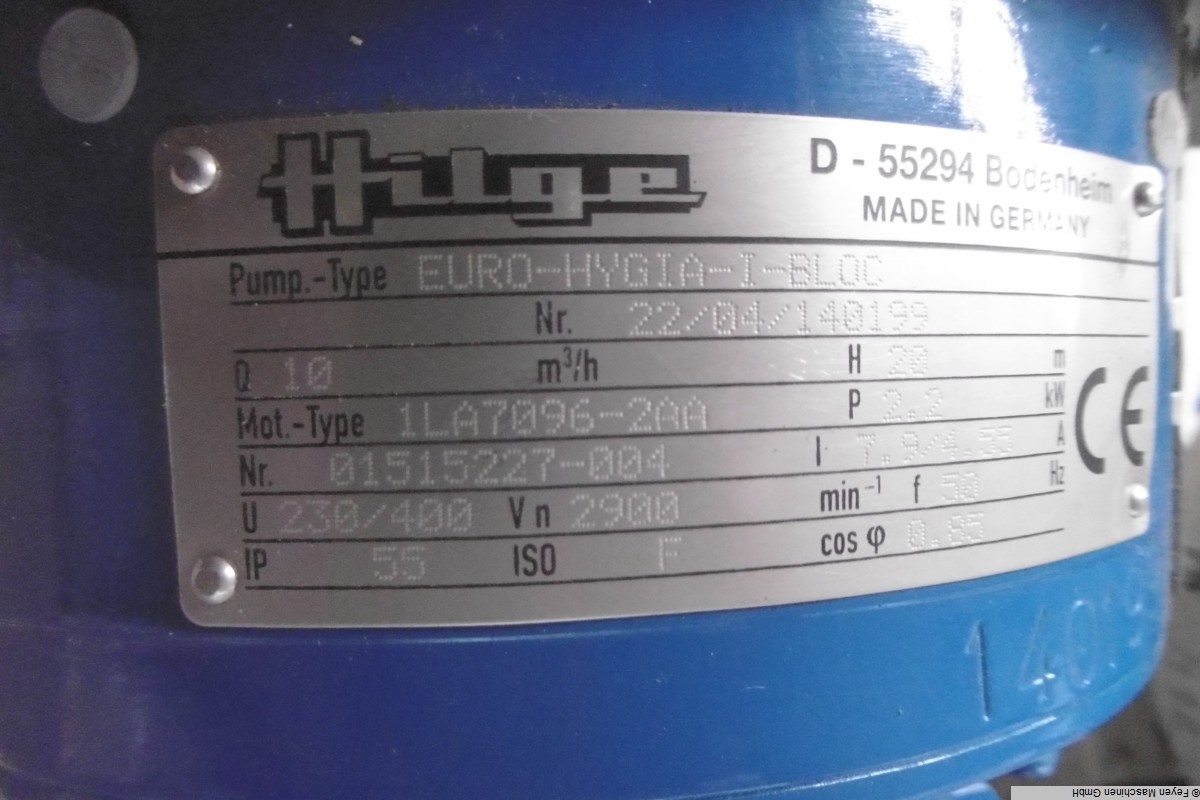 Hilge
D - 55294 Bodenheim
MADE IN GERMANY
Pump.-Type EURO-HYGIA-I-BLOC
Nr. 22/04/140199
Q 10 m³/h H 20 m
Mot.-Type 1LA7096-2AA P 2.2 kW
Nr. 01515227-004 I 7,9/4.55 A
U 230/400 V n 2900 min⁻¹ f 50 Hz
IP 55 ISO F cos φ 0.85
CE
© Feyen Maschinen GmbH